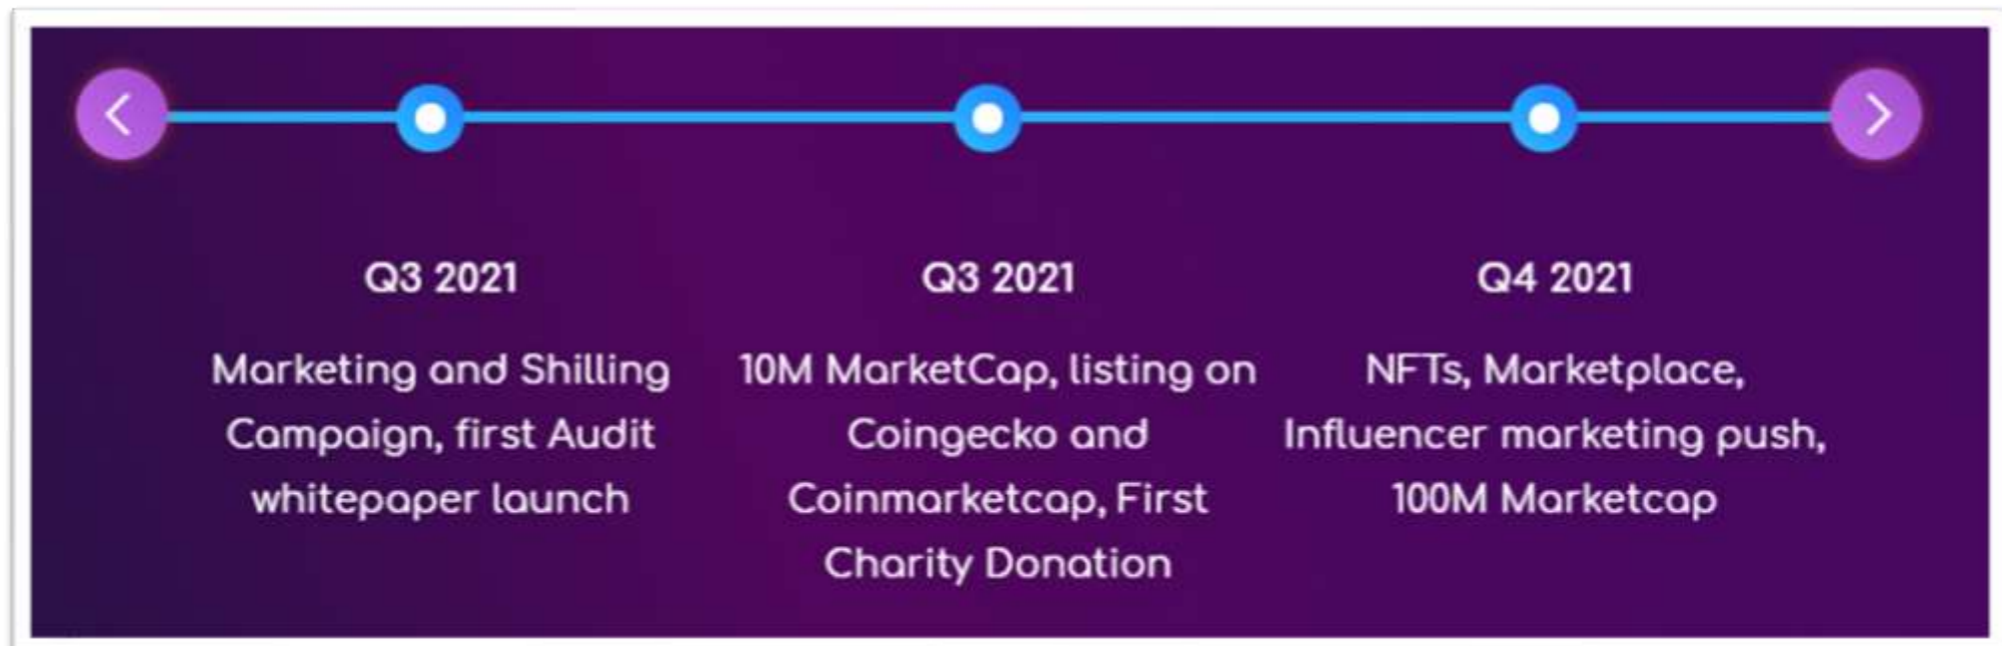 Q3 2021
Marketing and Shilling
Campaign, first Audit
whitepaper launch
Q3 2021
10M MarketCap, listing on
Coingecko and
Coinmarketcap, First
Charity Donation
Q4 2021
NFTs, Marketplace,
Influencer marketing push,
100M Marketcap